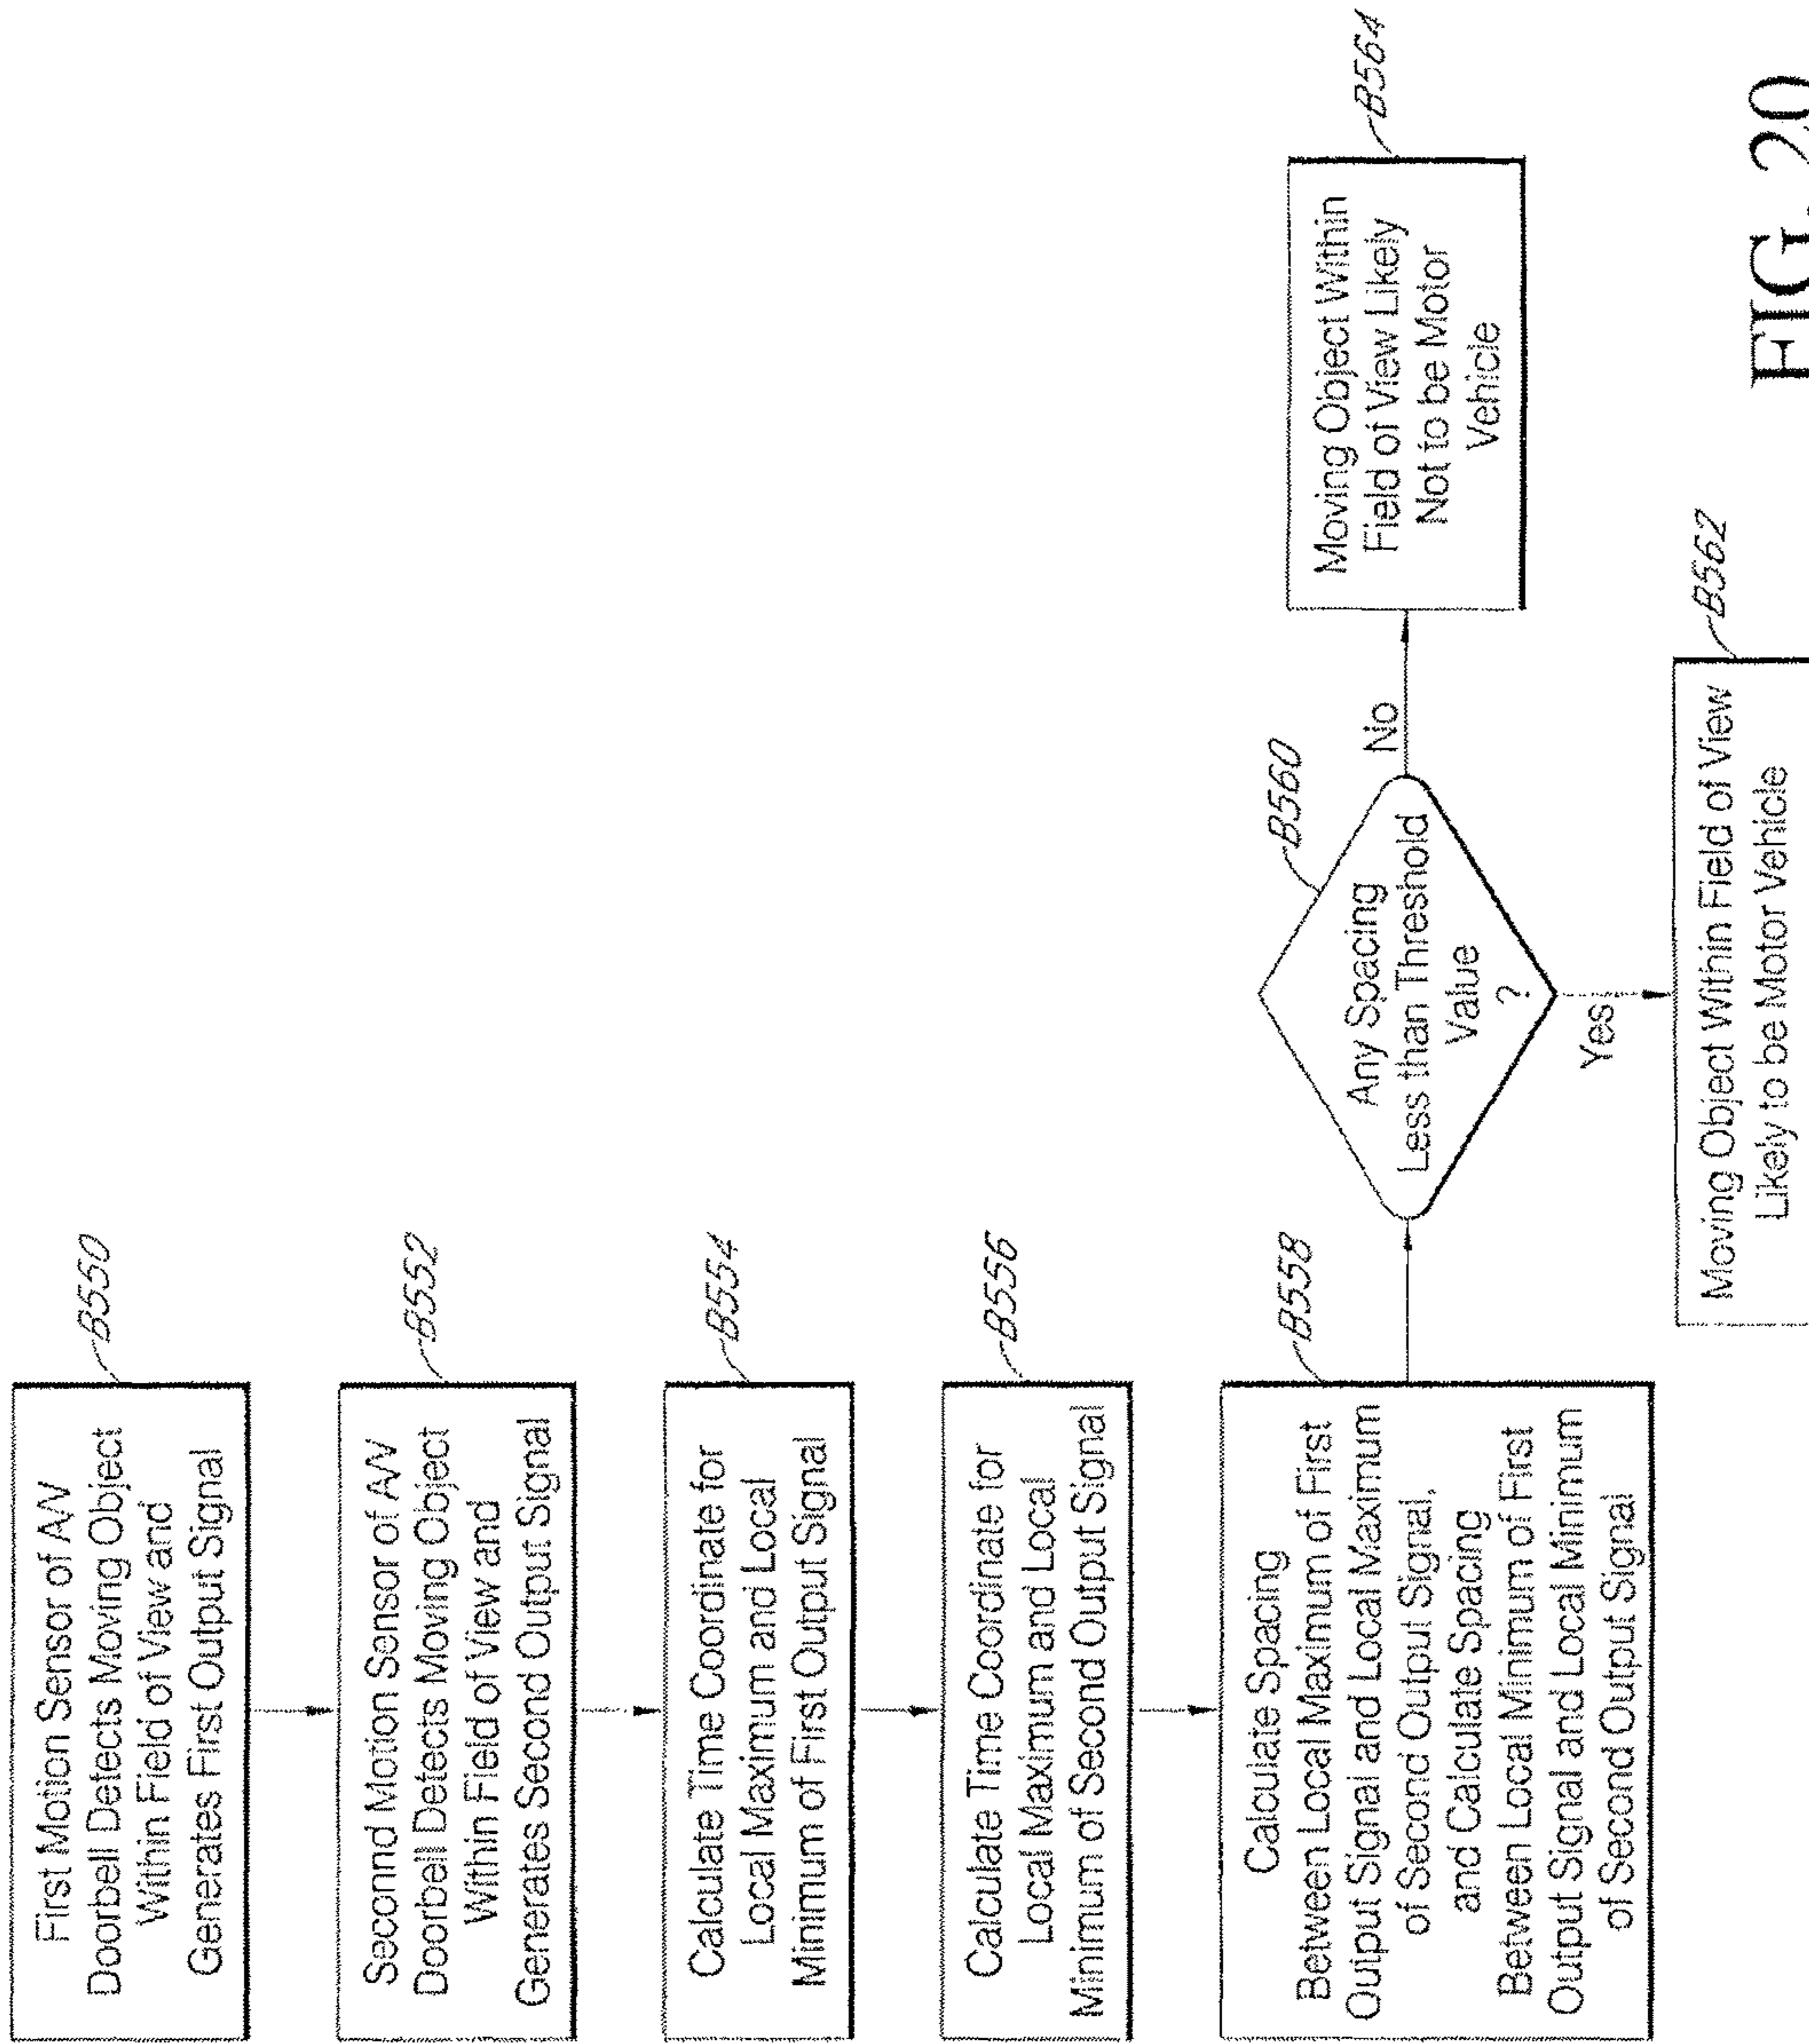 First Motion Sensor of A/V
Doorbell Detects Moving Object
Within Field of View and
Generates First Output Signal
B550
Seconnd Motion Sensor of A/V
Doorbell Detects Moving Object
Within Field of View and
Generates Second Output Signal
B552
Calculate Time Coordinate for
Local Maximum and Local
Minimum of First Output Signal
B554
Calculate Time Coordinate for
Local Maximum and Local
Minimum of Second Output Signal
B556
Calculate Spacing
Between Local Maximum of First
Output Signal and Local Maximum
of Second Output Signal,
and Calculate Spacing
Between Local Minimum of First
Output Signal and Local Minimum
of Second Output Signal
B558
Any Spacing
Less than Threshold
Value
?
B560
No
Yes
Moving Object Within
Field of View Likely
Not to be Motor
Vehicle
B564
Moving Object Within Field of View
Likely to be Motor Vehicle
B562
FIG. 20